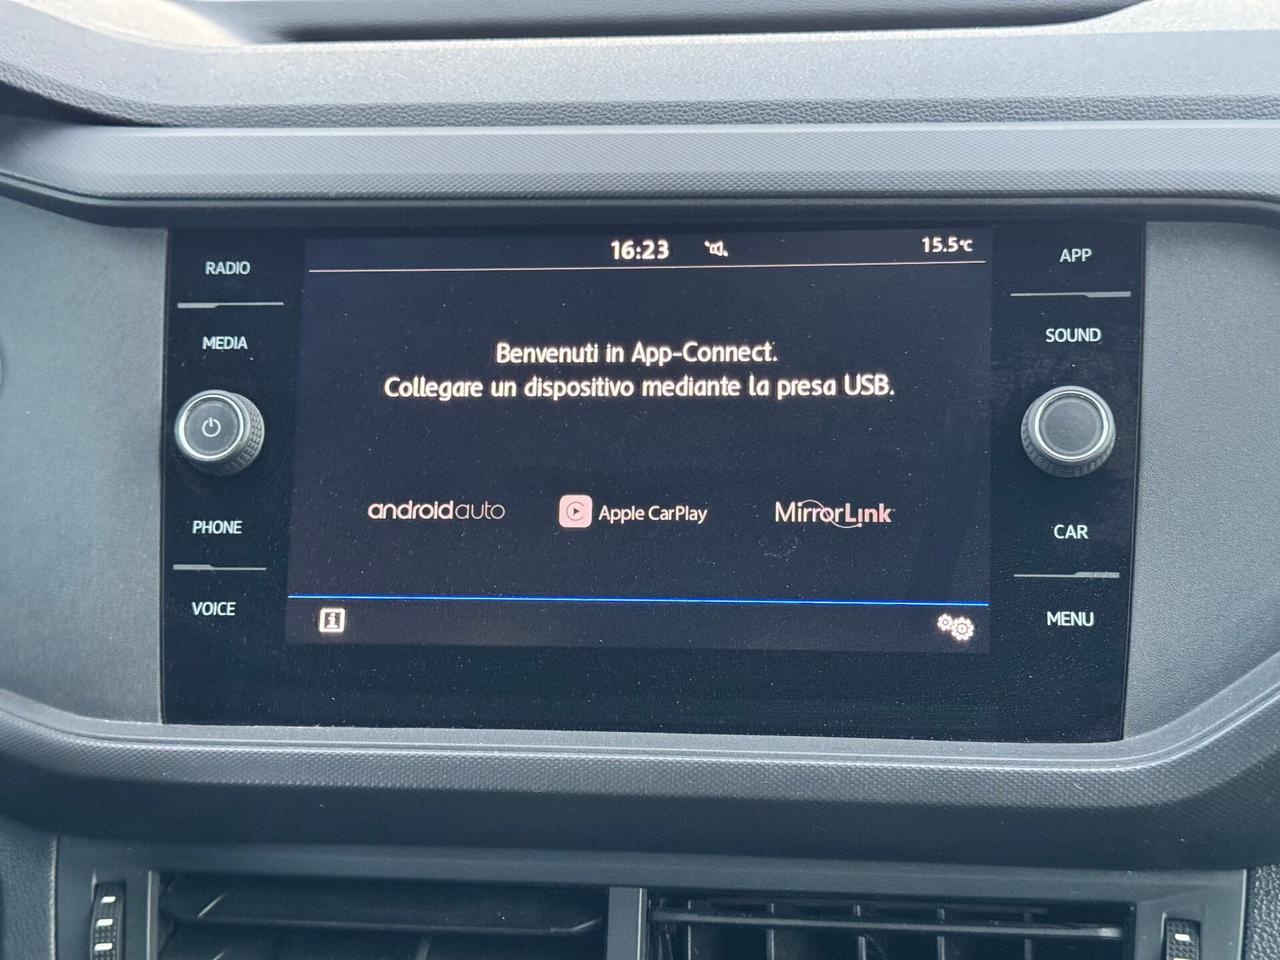 RADIO
MEDIA
PHONE
VOICE
16:23
15.5°C
Benvenuti in App-Connect.
Collegare un dispositivo mediante la presa USB.
androidauto
Apple CarPlay
MirrorLink
i
APP
SOUND
CAR
MENU